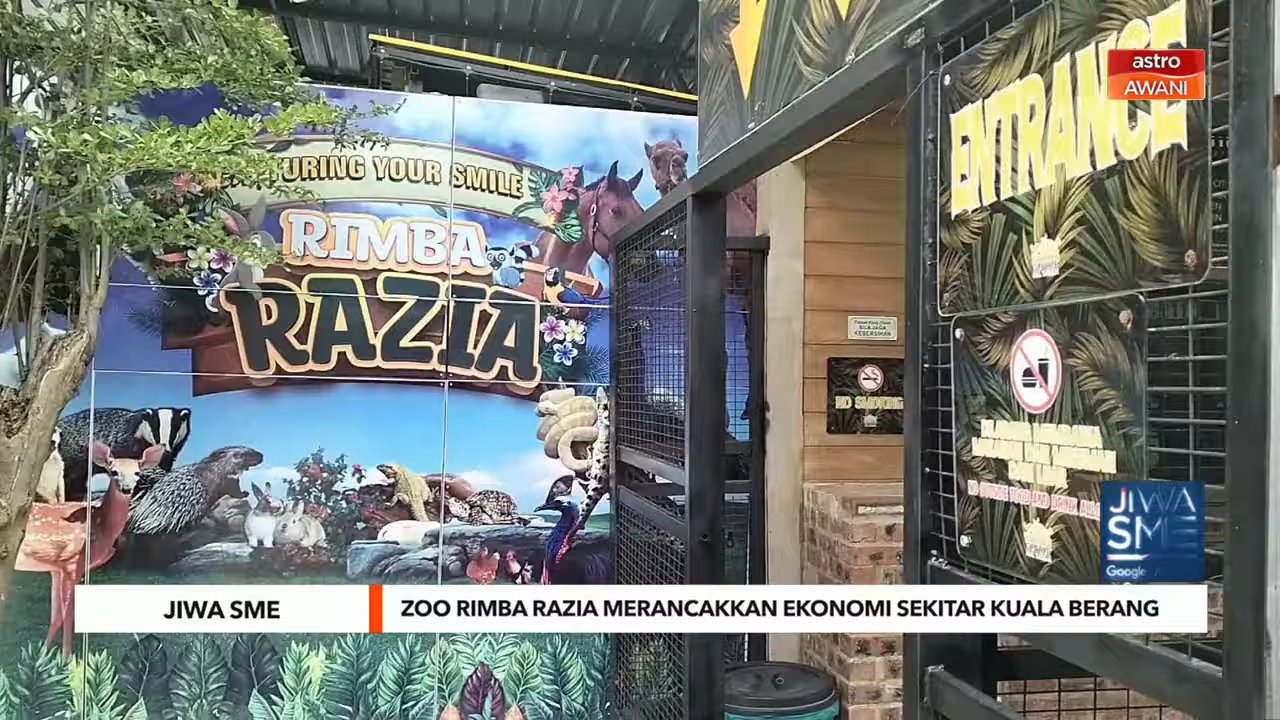 astro
AWANI
ENTRANCE
URING YOUR SMILE
RIMBA
RAZIA
NO SMOKING
JIWA
SME
Google
JIWA SME
ZOO RIMBA RAZIA MERANCAKKAN EKONOMI SEKITAR KUALA BERANG